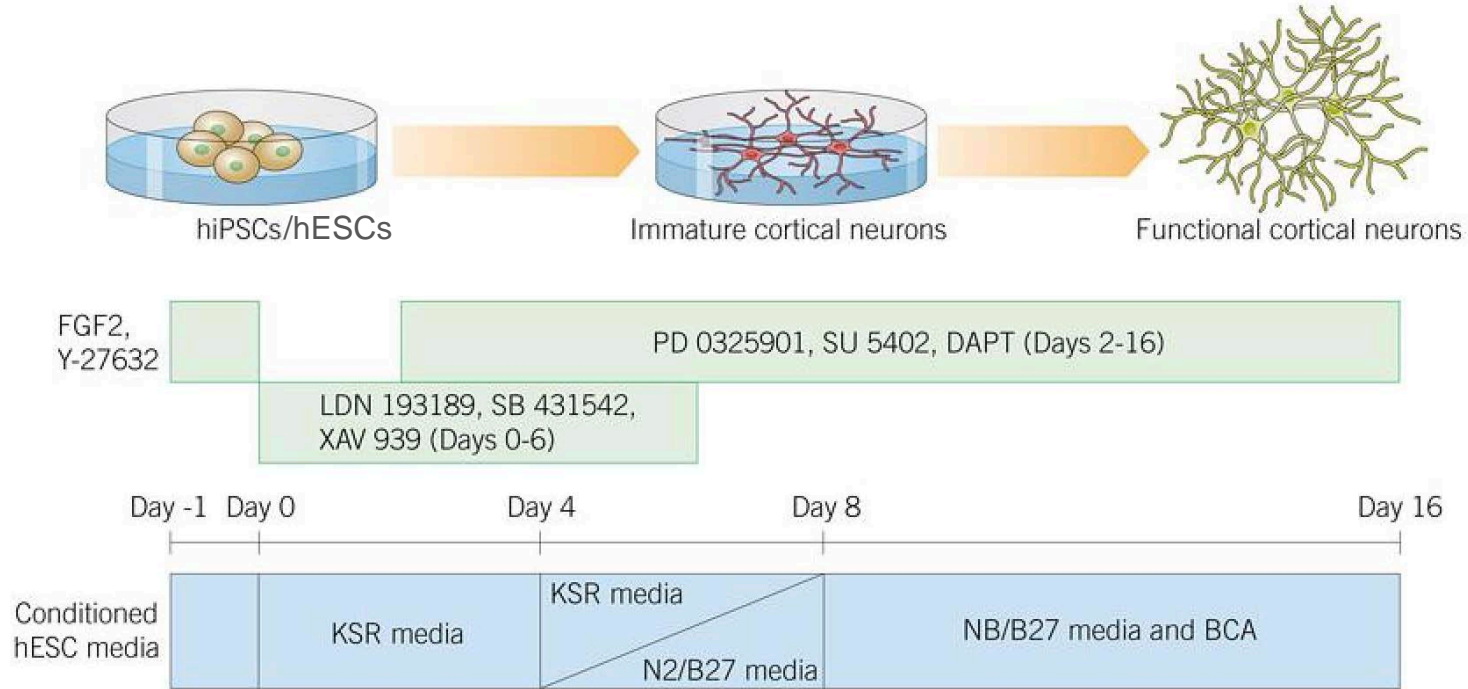 hiPSCs/hESCs
Immature cortical neurons
Functional cortical neurons
FGF2,
Y-27632
PD 0325901, SU 5402, DAPT (Days 2-16)
LDN 193189, SB 431542,
XAV 939 (Days 0-6)
Day -1 Day 0 Day 4 Day 8 Day 16
Conditioned
hESC media
KSR media
KSR media
N2/B27 media
NB/B27 media and BCA